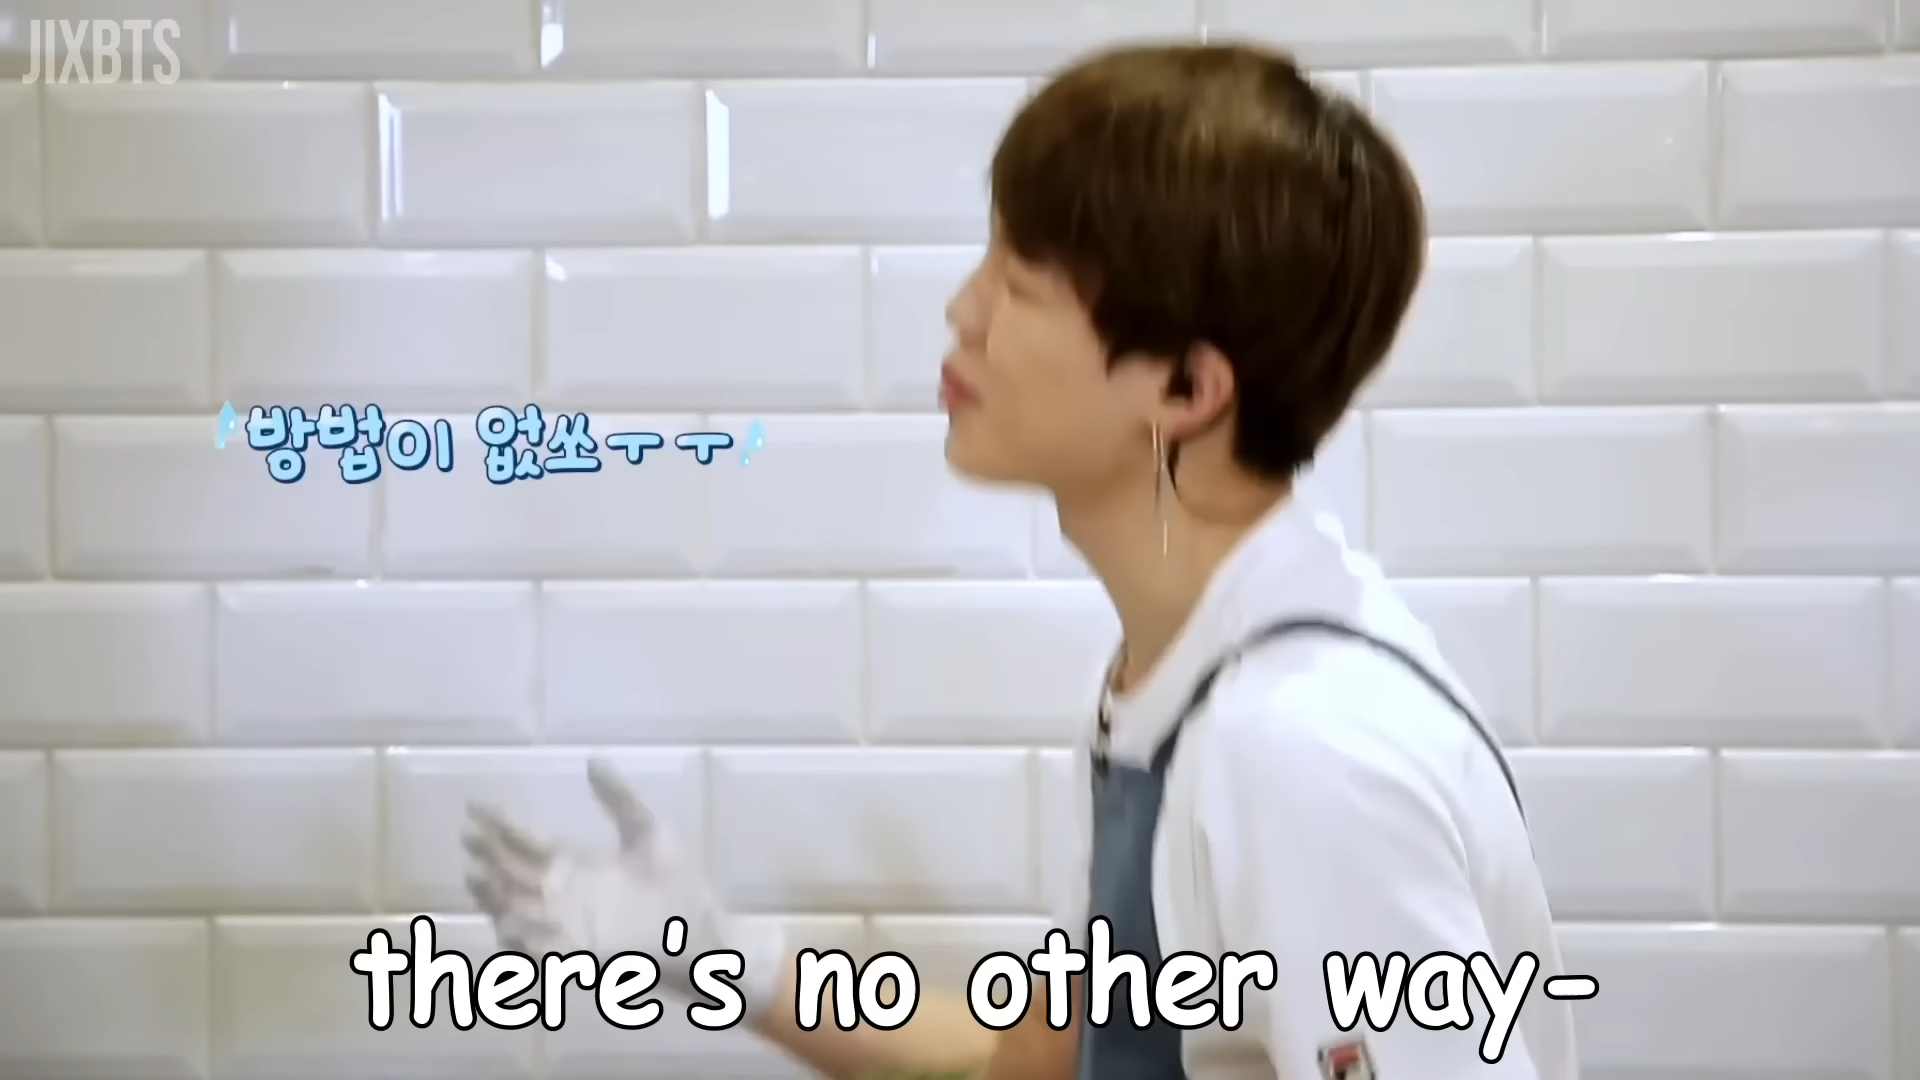 JIXBTS
방법이 없쏘ㅜㅜ
there's no other way-